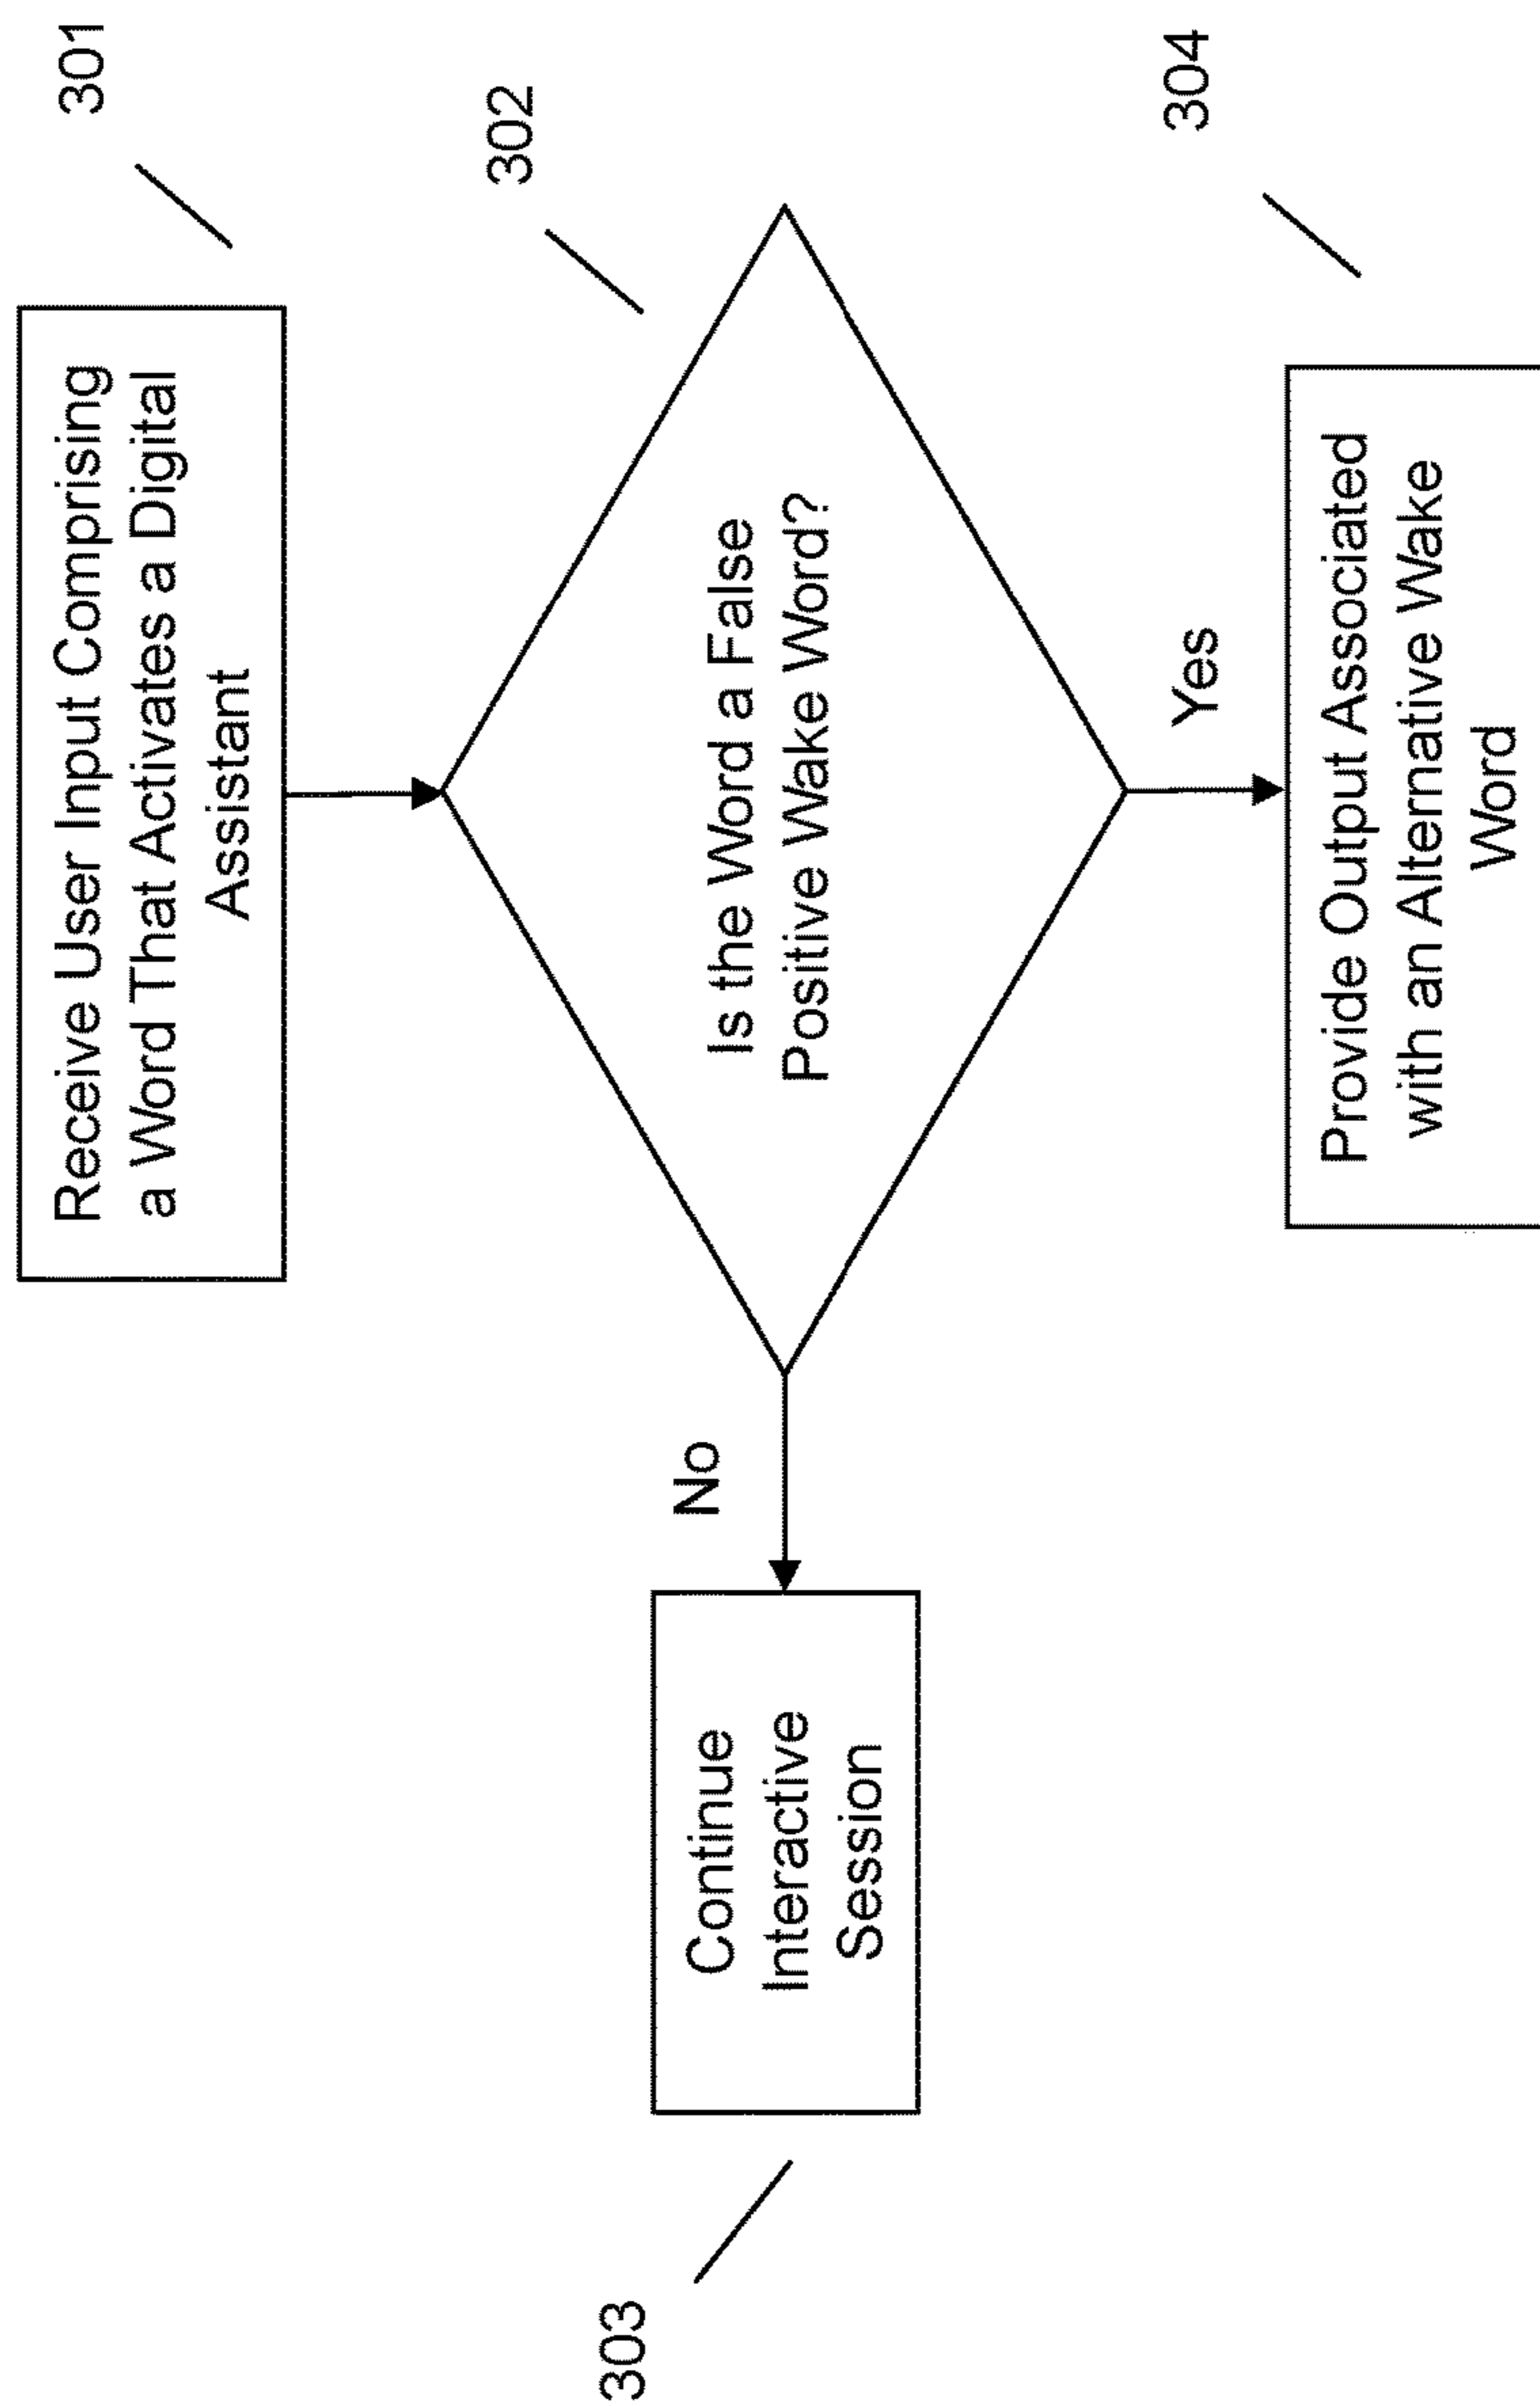 301
Receive User Input Comprising
a Word That Activates a Digital
Assistant
302
Is the Word a False
Positive Wake Word?
No
303
Continue
Interactive
Session
Yes
304
Provide Output Associated
with an Alternative Wake
Word